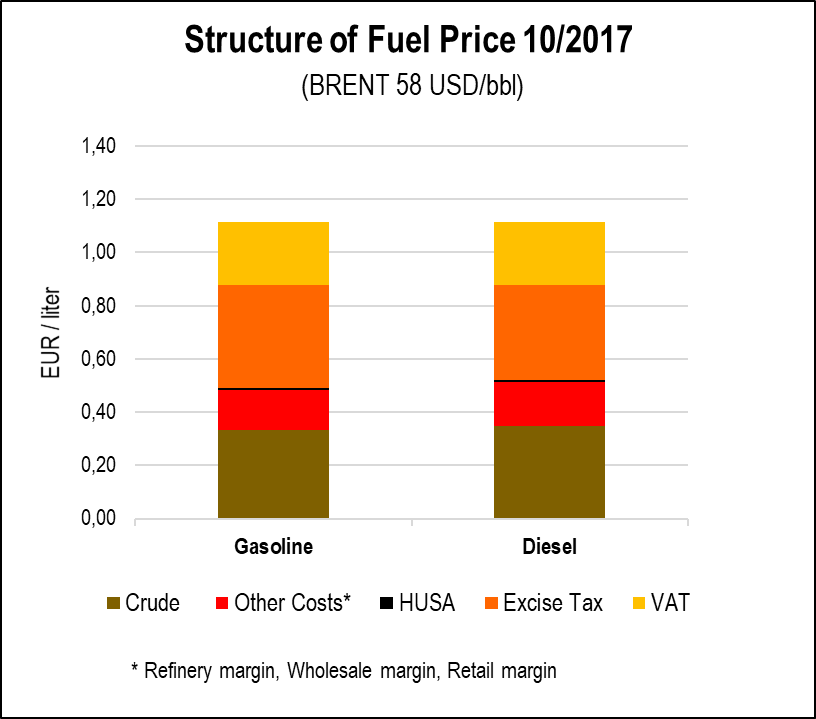 Structure of Fuel Price 10/2017
(BRENT 58 USD/bbl)
EUR / liter
1,40
1,20
1,00
0,80
0,60
0,40
0,20
0,00
Gasoline Diesel
Crude Other Costs* HUSA Excise Tax VAT
* Refinery margin, Wholesale margin, Retail margin